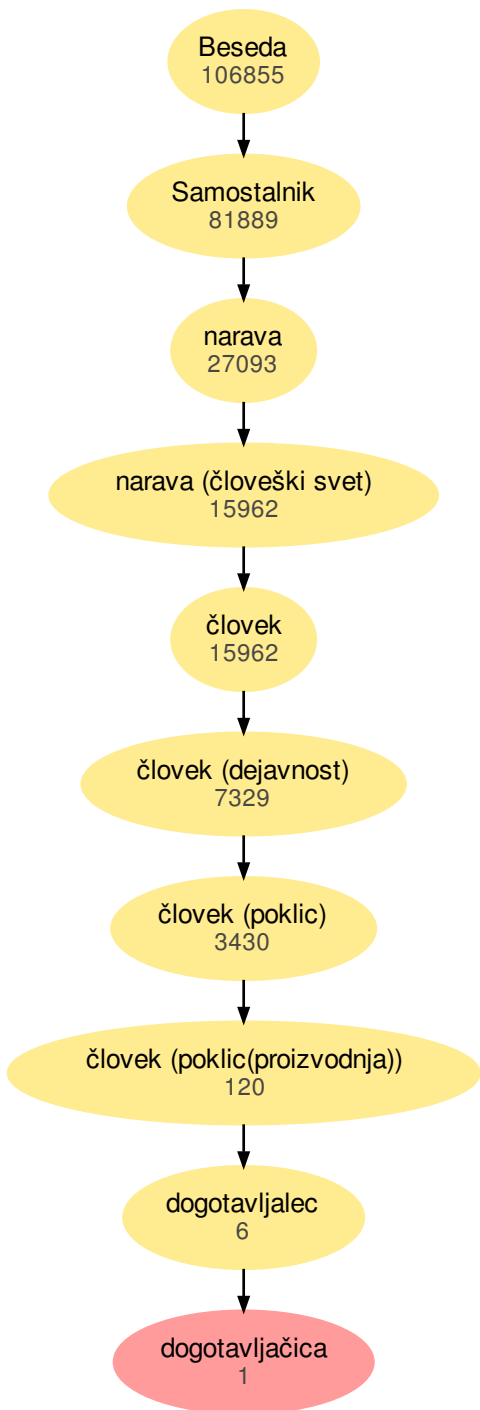 Beseda
106855
Samostalnik
81889
narava
27093
narava (človeški svet)
15962
človek
15962
človek (dejavnost)
7329
človek (poklic)
3430
človek (poklic(proizvodnja))
120
dogotavljalec
6
dogotavljačica
1